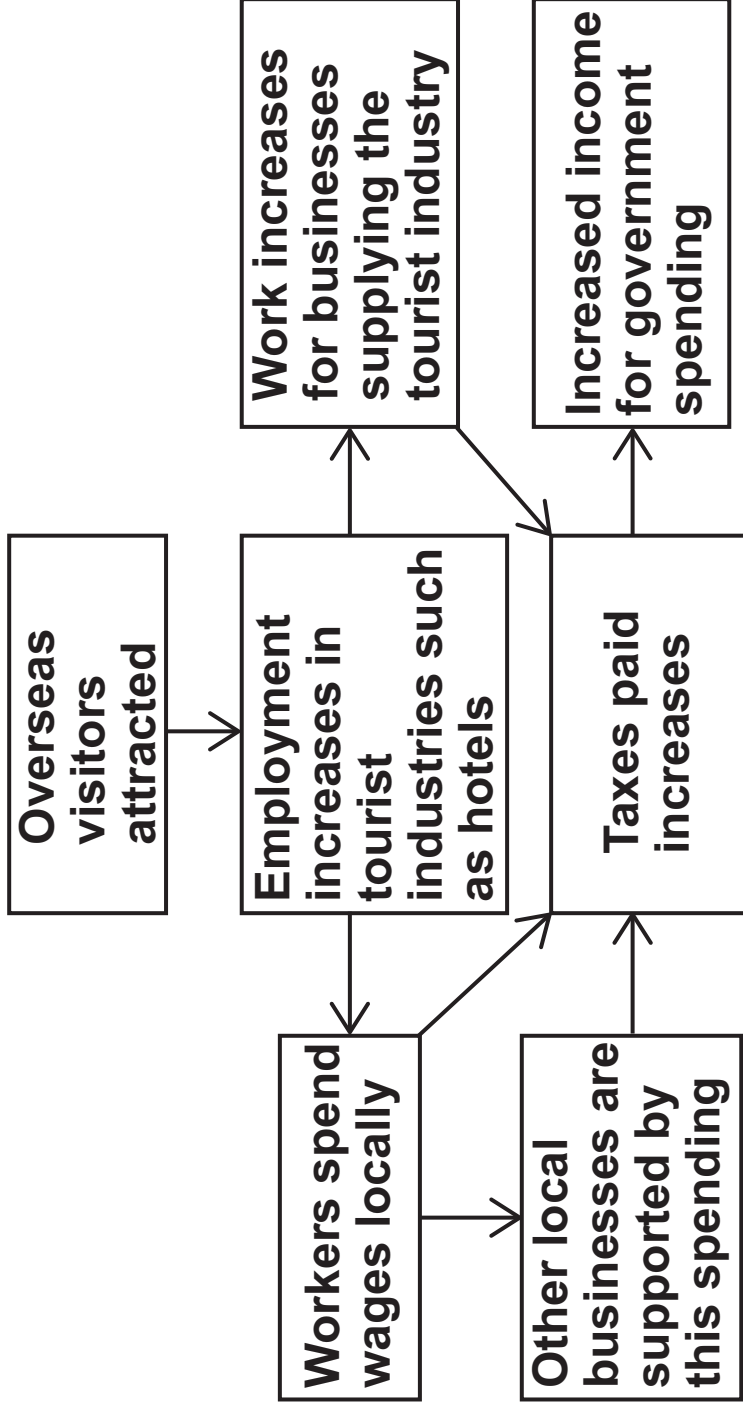 Overseas
visitors
attracted
Workers spend
wages locally
Employment
increases in
tourist
industries such
as hotels
Work increases
for businesses
supplying the
tourist industry
Other local
businesses are
supported by
this spending
Taxes paid
increases
Increased income
for government
spending